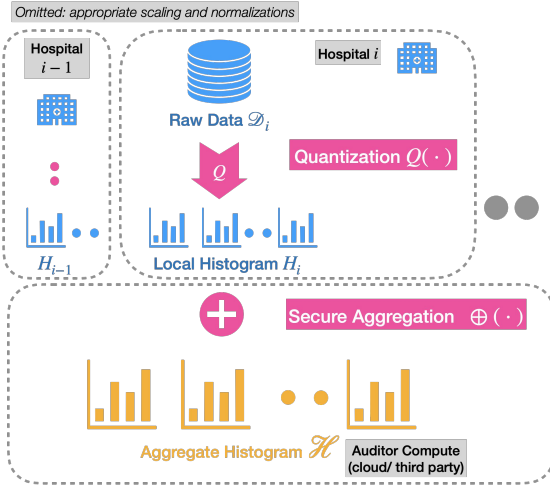 Omitted: appropriate scaling and normalizations
Hospital
i − 1
Hospital i
Raw Data 𝒟ᵢ
Q
Quantization Q( · )
Hᵢ₋₁
Local Histogram Hᵢ
Secure Aggregation ⊕ ( · )
Aggregate Histogram ℋ
Auditor Compute
(cloud/ third party)